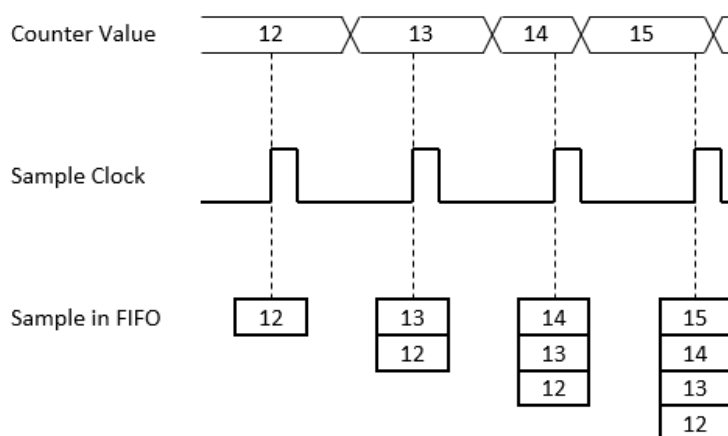 Counter Value 12 13 14 15
Sample Clock
Sample in FIFO 12 13 14 15
12 13 14
12 13
12